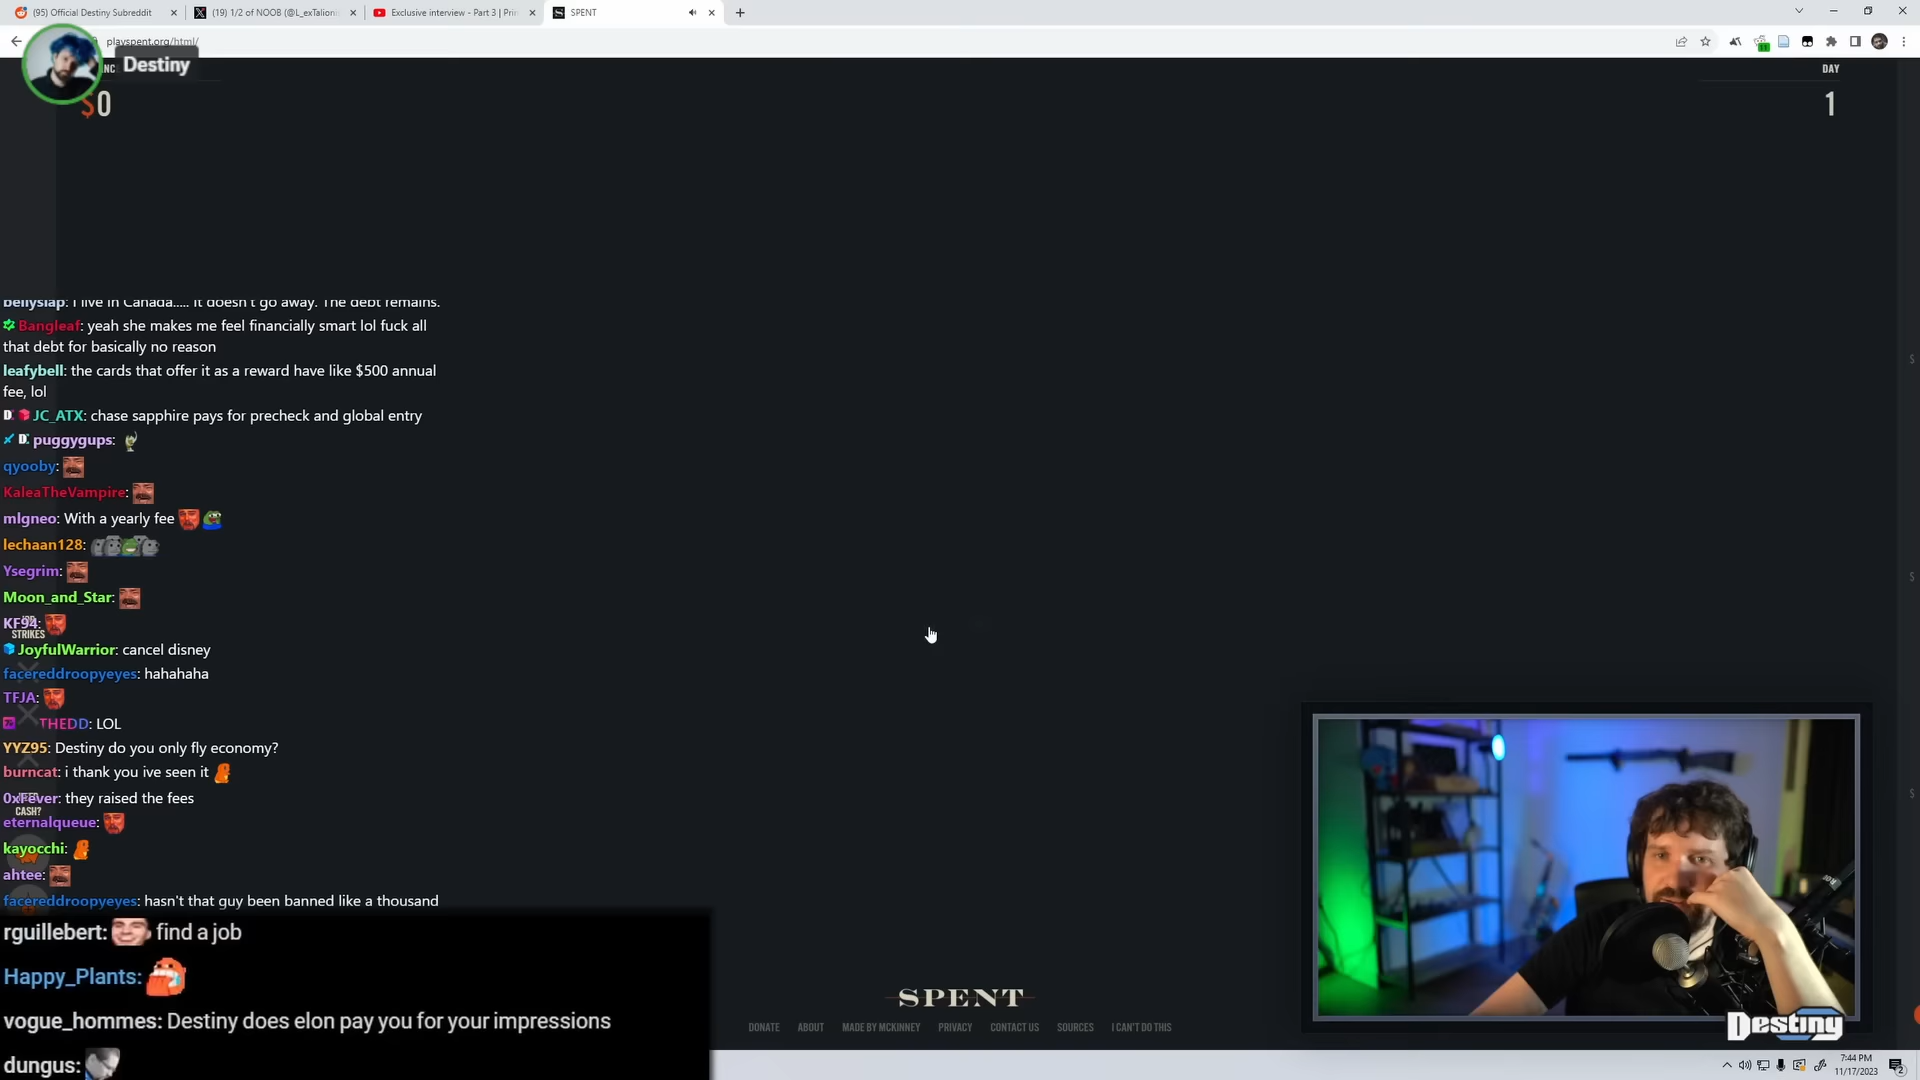 (95) Official Destiny Subreddit
(19) 1/2 of NOOB (@L_exTalioni
Exclusive interview - Part 3 | Pri
SPENT
playspent.org/html/
Destiny
DAY
$0
1
bellyslap: I live in Canada..... It doesn't go away. The debt remains.
Bangleaf: yeah she makes me feel financially smart lol fuck all
that debt for basically no reason
leafybell: the cards that offer it as a reward have like $500 annual
fee, lol
JC_ATX: chase sapphire pays for precheck and global entry
puggygups:
qyooby:
KaleaTheVampire:
mlgneo: With a yearly fee
lechaan128:
Ysegrim:
Moon_and_Star:
KF94:
STRIKES
JoyfulWarrior: cancel disney
facereddroopyeyes: hahahaha
TFJA:
THEDD: LOL
YYZ95: Destiny do you only fly economy?
burncat: i thank you ive seen it
0xfever: they raised the fees
CASH?
eternalqueue:
kayocchi:
ahtee:
facereddroopyeyes: hasn't that guy been banned like a thousand
rguillebert: find a job
Happy_Plants:
vogue_hommes: Destiny does elon pay you for your impressions
dungus:
SPENT
DONATE ABOUT MADE BY MCKINNEY PRIVACY CONTACT US SOURCES I CAN'T DO THIS
Destiny
7:44 PM
11/17/2023